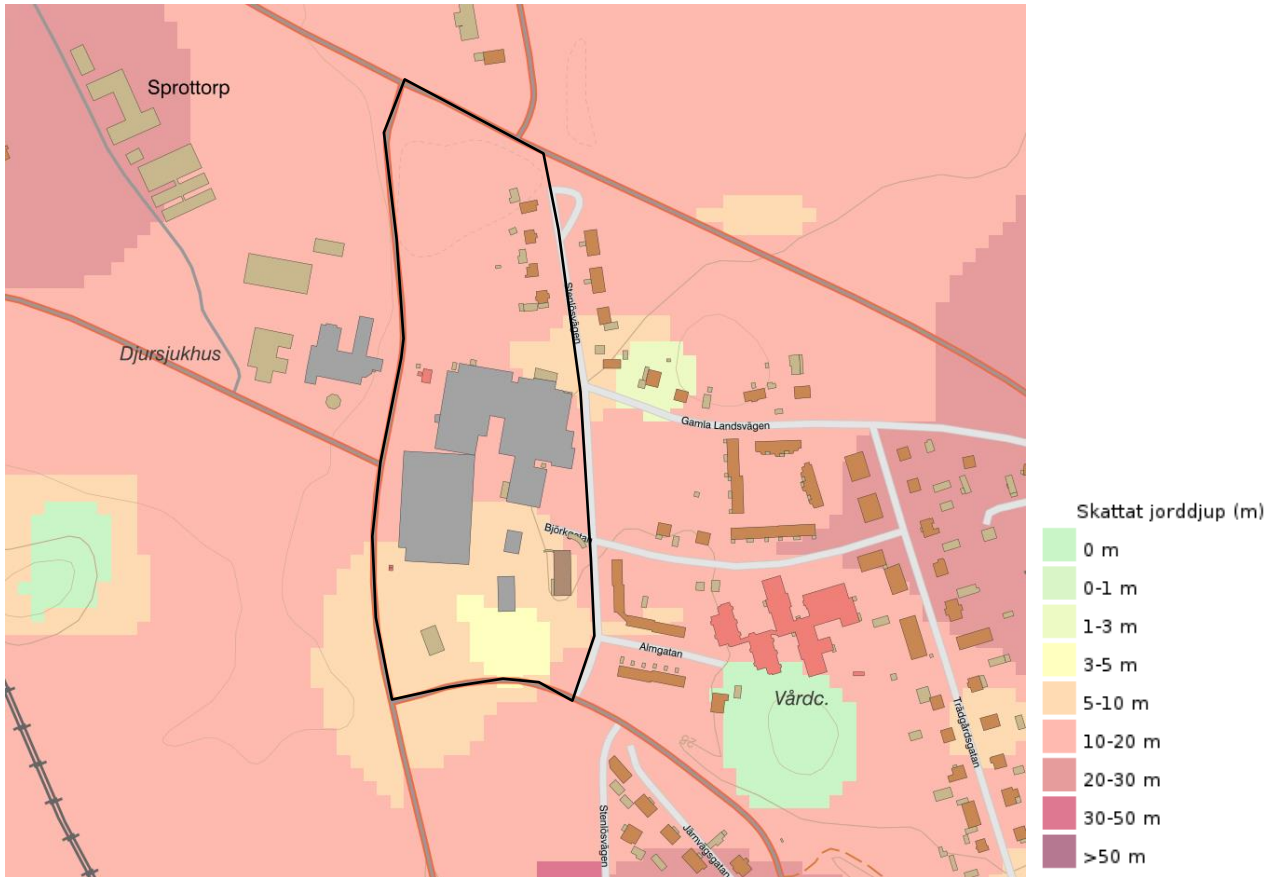 Sprottorp
Djursjukhus
Stenlösvägen
Gamla Landsvägen
Björkgatan
Almgatan
Vårdc.
Trädgårdsgatan
Stenlösvägen
Järnvägsgatan
Skattat jorddjup (m)
0 m
0-1 m
1-3 m
3-5 m
5-10 m
10-20 m
20-30 m
30-50 m
>50 m